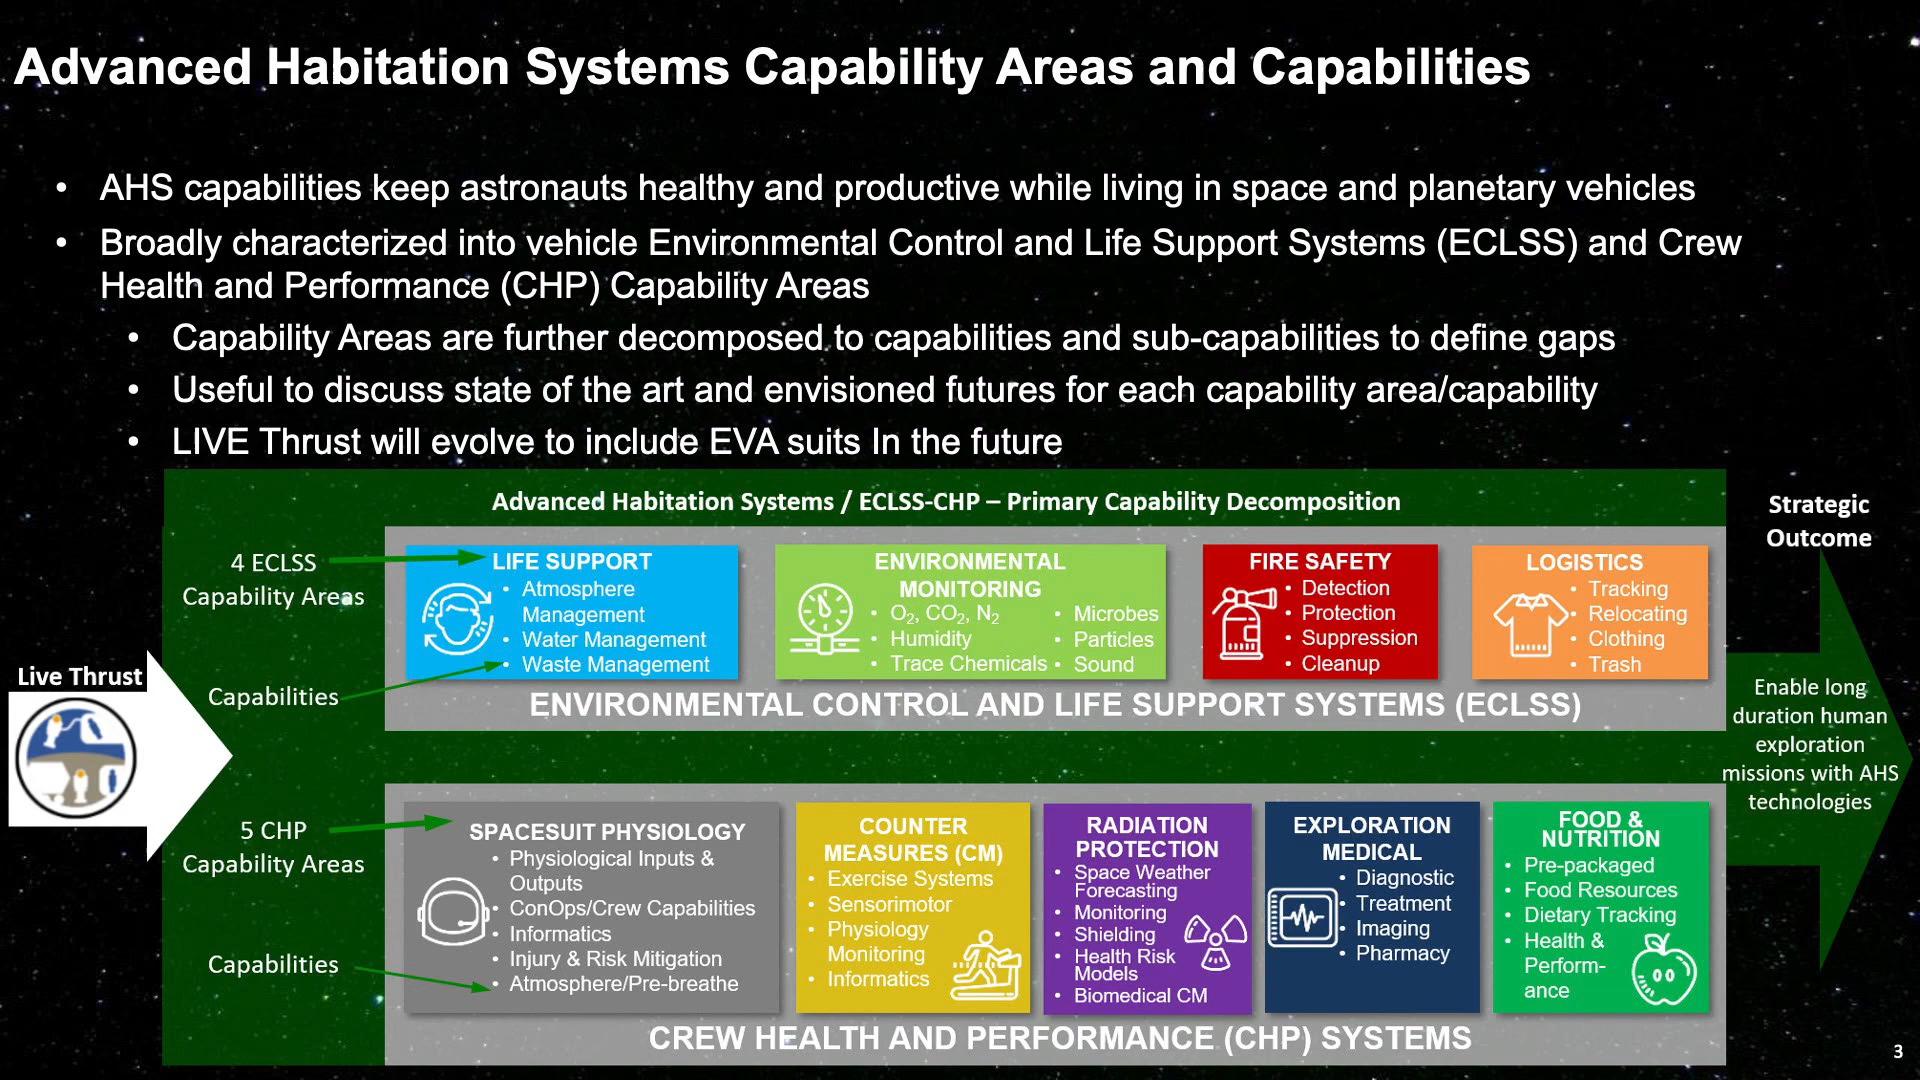 Advanced Habitation Systems Capability Areas and Capabilities
• AHS capabilities keep astronauts healthy and productive while living in space and planetary vehicles
• Broadly characterized into vehicle Environmental Control and Life Support Systems (ECLSS) and Crew
Health and Performance (CHP) Capability Areas
• Capability Areas are further decomposed to capabilities and sub-capabilities to define gaps
• Useful to discuss state of the art and envisioned futures for each capability area/capability
• LIVE Thrust will evolve to include EVA suits In the future
Advanced Habitation Systems / ECLSS-CHP – Primary Capability Decomposition
Live Thrust
4 ECLSS
Capability Areas
Capabilities
LIFE SUPPORT
• Atmosphere
Management
• Water Management
• Waste Management
ENVIRONMENTAL
MONITORING
• O₂, CO₂, N₂
• Humidity
• Trace Chemicals
• Microbes
• Particles
• Sound
FIRE SAFETY
• Detection
• Protection
• Suppression
• Cleanup
LOGISTICS
• Tracking
• Relocating
• Clothing
• Trash
ENVIRONMENTAL CONTROL AND LIFE SUPPORT SYSTEMS (ECLSS)
5 CHP
Capability Areas
Capabilities
SPACESUIT PHYSIOLOGY
• Physiological Inputs &
Outputs
• ConOps/Crew Capabilities
• Informatics
• Injury & Risk Mitigation
• Atmosphere/Pre-breathe
COUNTER
MEASURES (CM)
• Exercise Systems
• Sensorimotor
• Physiology
Monitoring
• Informatics
RADIATION
PROTECTION
• Space Weather
Forecasting
• Monitoring
• Shielding
• Health Risk
Models
• Biomedical CM
EXPLORATION
MEDICAL
• Diagnostic
• Treatment
• Imaging
• Pharmacy
FOOD &
NUTRITION
• Pre-packaged
• Food Resources
• Dietary Tracking
• Health &
Perform-
ance
CREW HEALTH AND PERFORMANCE (CHP) SYSTEMS
Strategic
Outcome
Enable long
duration human
exploration
missions with AHS
technologies
3